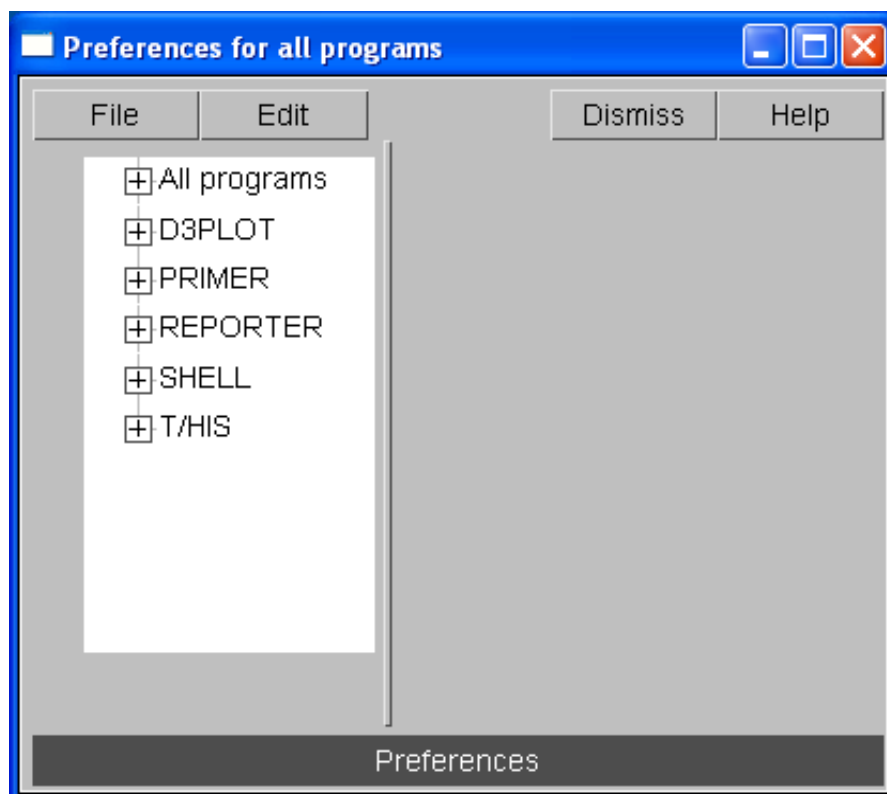 Preferences for all programs
File Edit Dismiss Help
All programs
D3PLOT
PRIMER
REPORTER
SHELL
T/HIS
Preferences